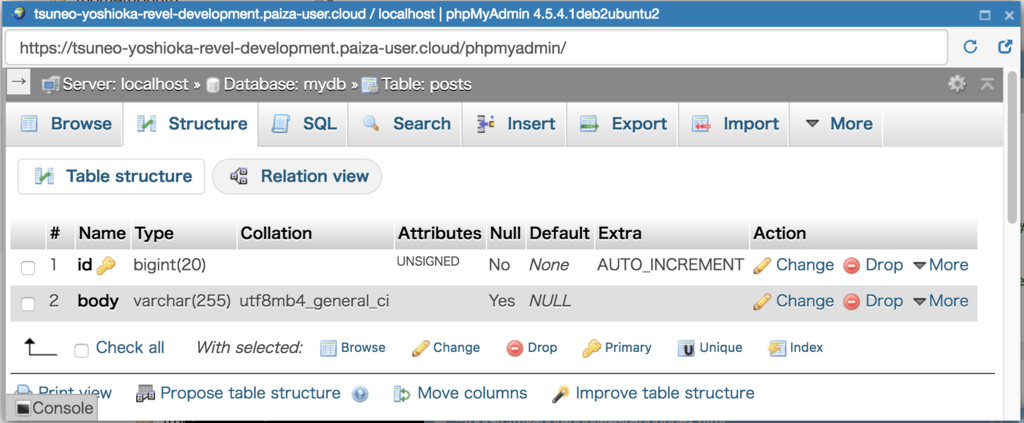 tsuneo-yoshioka-revel-development.paiza-user.cloud / localhost | phpMyAdmin 4.5.4.1deb2ubuntu2
https://tsuneo-yoshioka-revel-development.paiza-user.cloud/phpmyadmin/
Server: localhost » Database: mydb » Table: posts
Browse Structure SQL Search Insert Export Import More
Table structure Relation view
# Name Type Collation Attributes Null Default Extra Action
1 id bigint(20) UNSIGNED No None AUTO_INCREMENT Change Drop More
2 body varchar(255) utf8mb4_general_ci Yes NULL Change Drop More
Check all With selected: Browse Change Drop Primary Unique Index
Print view Propose table structure Move columns Improve table structure
Console